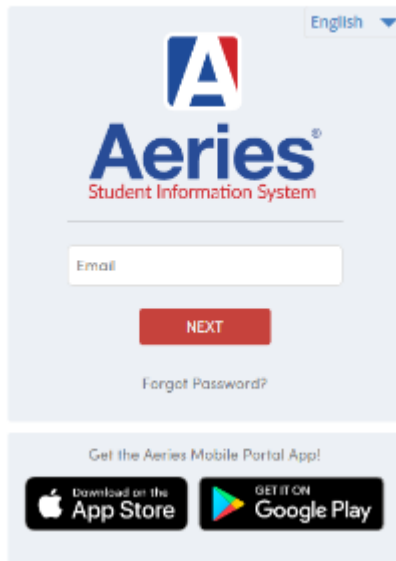 English
A
Aeries®
Student Information System
Email
NEXT
Forgot Password?
Get the Aeries Mobile Portal App!
Download on the
App Store
GET IT ON
Google Play